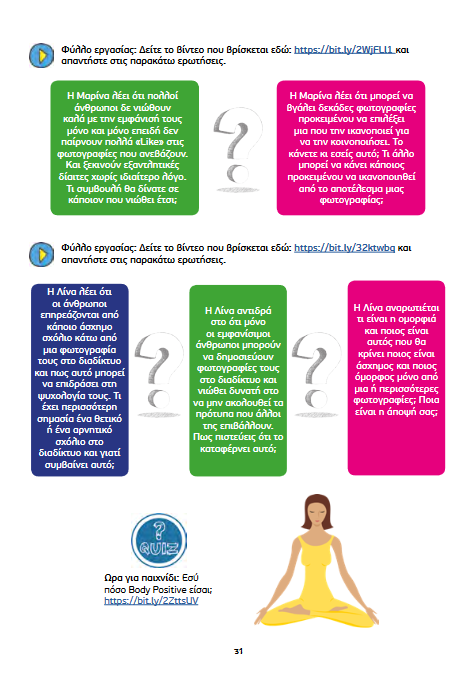 Φύλλο εργασίας: Δείτε το βίντεο που βρίσκεται εδώ: https://bit.ly/2WjFLl1 και
απαντήστε στις παρακάτω ερωτήσεις.
Η Μαρίνα λέει ότι πολλοί
άνθρωποι δε νιώθουν
καλά με την εμφάνισή τους
μόνο και μόνο επειδή δεν
παίρνουν πολλά «Like» στις
φωτογραφίες που ανεβάζουν.
Και ξεκινούν εξαντλητικές
δίαιτες χωρίς ιδιαίτερο λόγο.
Τι συμβουλή θα δίνατε σε
κάποιον που νιώθει έτσι;
Η Μαρίνα λέει ότι μπορεί να
βγάλει δεκάδες φωτογραφίες
προκειμένου να επιλέξει
μια που την ικανοποιεί για
να την κοινοποιήσει. Το
κάνετε κι εσείς αυτό; Τι άλλο
μπορεί να κάνει κάποιος
προκειμένου να ικανοποιηθεί
από το αποτέλεσμα μιας
φωτογραφίας;
Φύλλο εργασίας: Δείτε το βίντεο που βρίσκεται εδώ: https://bit.ly/32ktwbg και
απαντήστε στις παρακάτω ερωτήσεις.
Η Λίνα λέει ότι
οι άνθρωποι
επηρεάζονται από
κάποιο άσχημο
σχόλιο κάτω από
μια φωτογραφία
τους στο διαδίκτυο
και πως αυτό μπορεί
να επιδράσει στη
ψυχολογία τους. Τι
έχει περισσότερη
σημασία ένα θετικό
ή ένα αρνητικό
σχόλιο στο
διαδίκτυο και γιατί
συμβαίνει αυτό;
Η Λίνα αντιδρά
στο ότι μόνο
οι εμφανίσιμοι
άνθρωποι μπορούν
να δημοσιεύουν
φωτογραφίες τους
στο διαδίκτυο και
νιώθει δυνατή στο
να μην ακολουθεί τα
πρότυπα που άλλοι
της επιβάλλουν.
Πως πιστεύεις ότι το
καταφέρνει αυτό;
Η Λίνα αναρωτιέται
τι είναι η ομορφιά
και ποιος είναι
αυτός που θα
κρίνει ποιος είναι
άσχημος και ποιος
όμορφος μόνο από
μια ή περισσότερες
φωτογραφίες; Ποια
είναι η άποψή σας;
?
QUIZ
Ωρα για παιχνίδι: Εσύ
πόσο Body Positive είσαι;
https://bit.ly/2ZttsUV
31